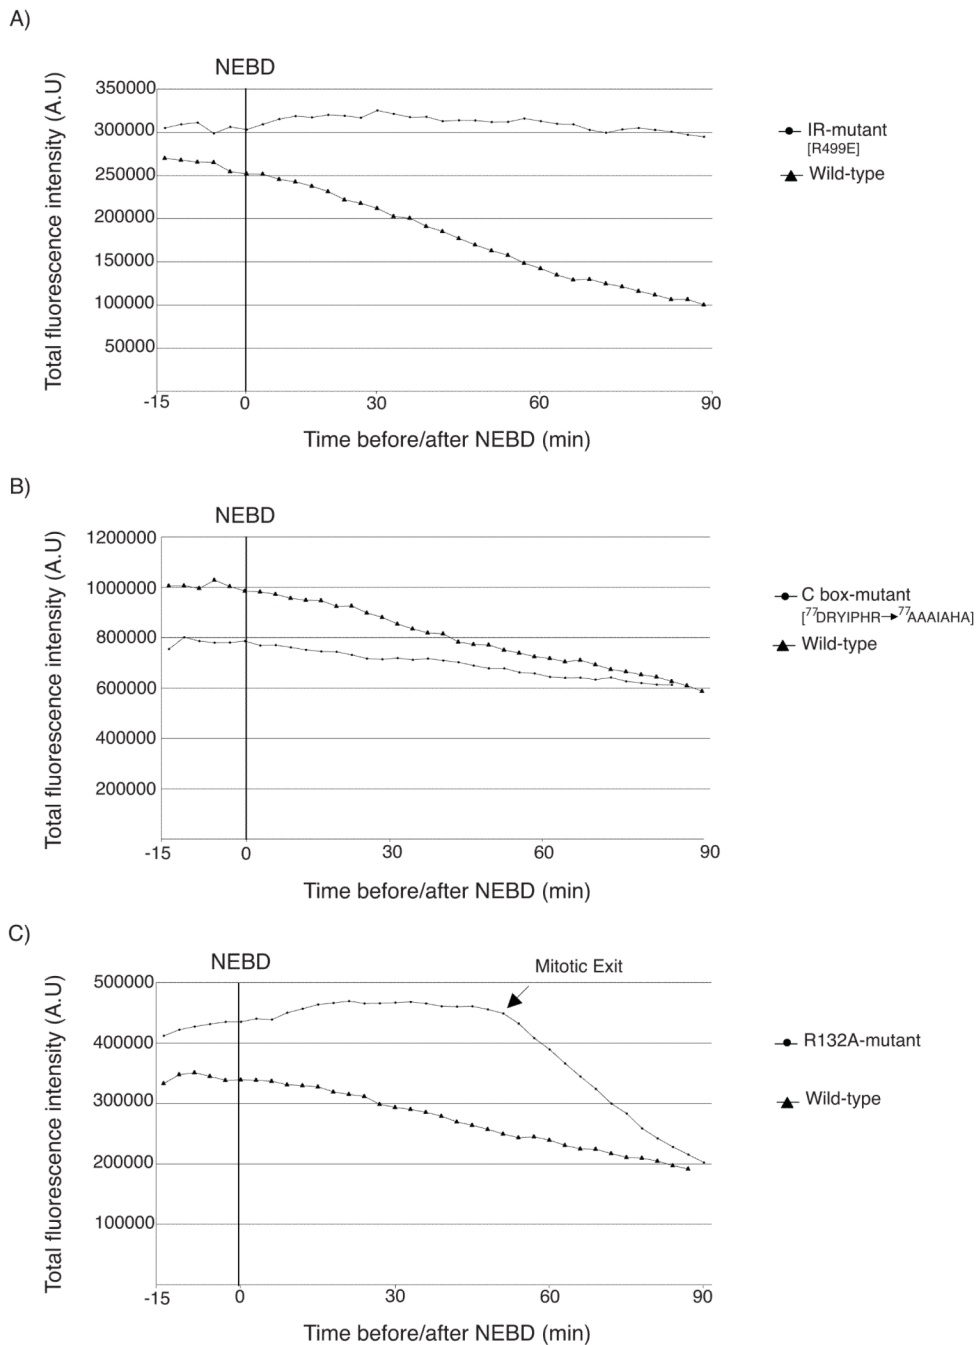 A)
NEBD
Total fluorescence intensity (A.U)
350000
300000
250000
200000
150000
100000
50000
-15
0
30
60
90
Time before/after NEBD (min)
IR-mutant
[R499E]
Wild-type
B)
NEBD
Total fluorescence intensity (A.U)
1200000
1000000
800000
600000
400000
200000
-15
0
30
60
90
Time before/after NEBD (min)
C box-mutant
[⁷⁷DRYIPHR→⁷⁷AAAIAHA]
Wild-type
C)
NEBD
Mitotic Exit
Total fluorescence intensity (A.U)
500000
400000
300000
200000
100000
-15
0
30
60
90
Time before/after NEBD (min)
R132A-mutant
Wild-type